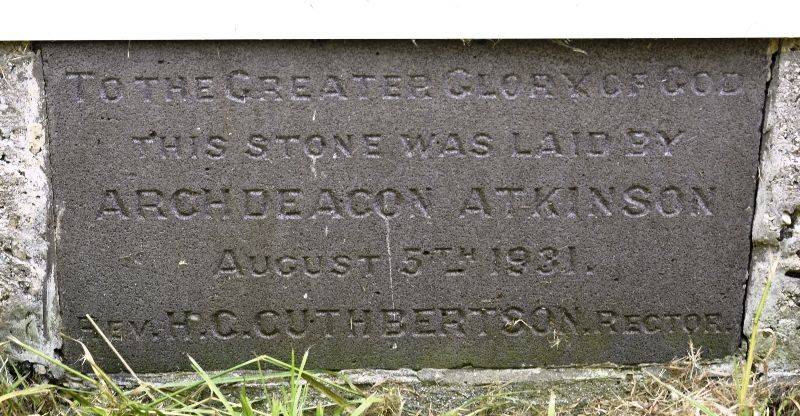 To the Greater Glory of God
This stone was laid by
ARCHDEACON ATKINSON
August 5th 1931.
Rev. H.C. CUTHBERTSON. Rector.